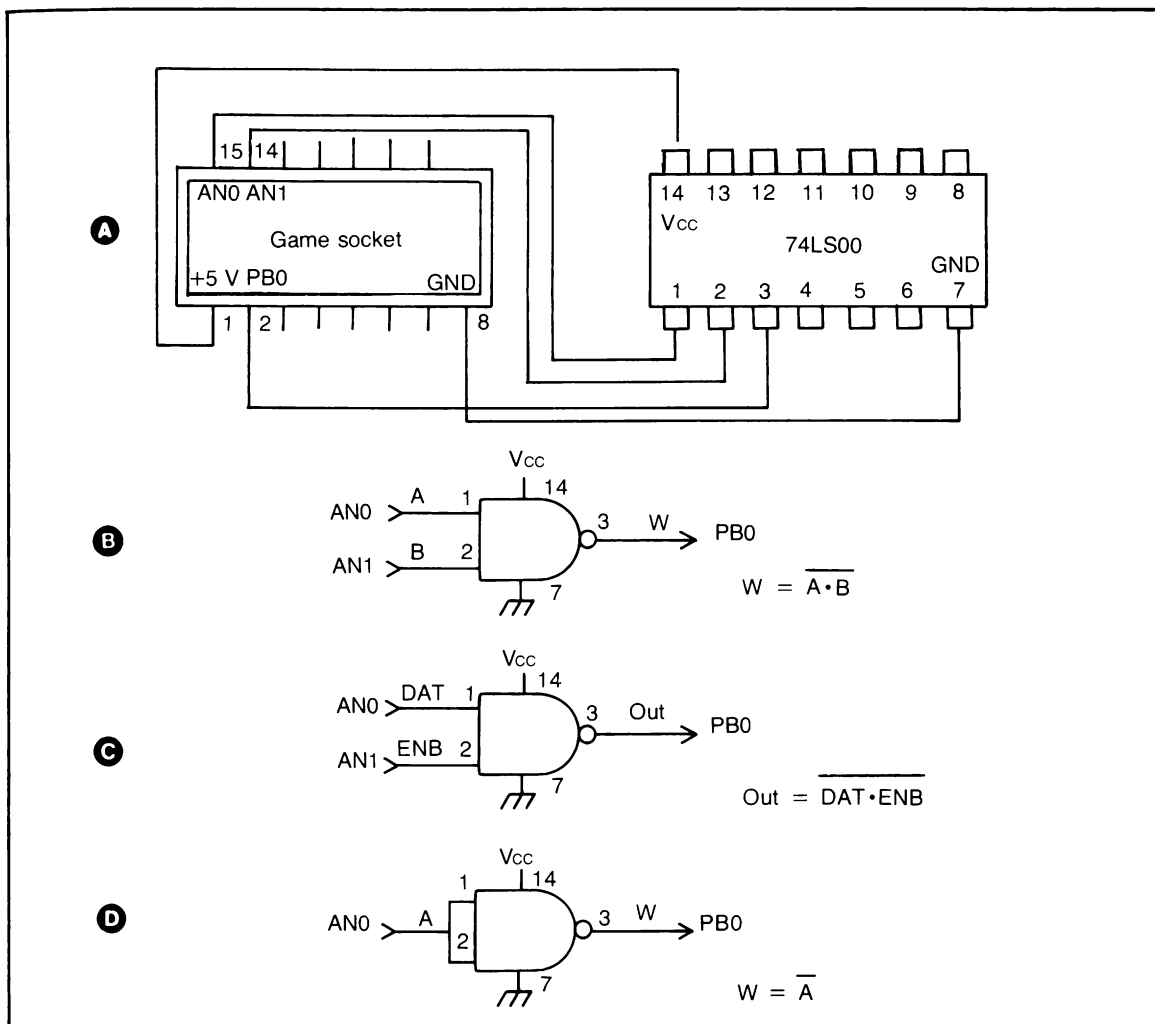 15 14
AN0 AN1
Game socket
+5 V PB0 GND
1 2 8
A
14 13 12 11 10 9 8
Vcc
74LS00
GND
1 2 3 4 5 6 7
B
Vcc
14
AN0 A 1
3 W PB0
AN1 B 2
7
W = \overline{A•B}
C
Vcc
14
AN0 DAT 1
3 Out PB0
AN1 ENB 2
7
Out = \overline{DAT•ENB}
D
Vcc
1 14
AN0 A 3 W PB0
2
7
W = \overline{A}